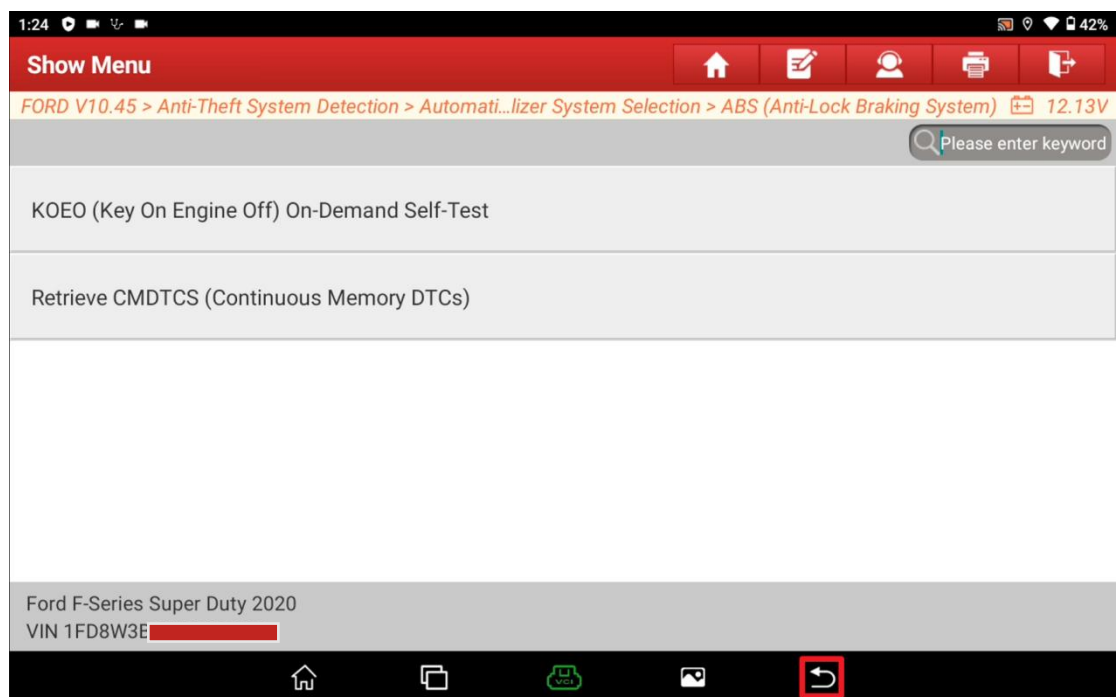 1:24
42%
Show Menu
FORD V10.45 > Anti-Theft System Detection > Automati...lizer System Selection > ABS (Anti-Lock Braking System) 12.13V
Please enter keyword
KOEO (Key On Engine Off) On-Demand Self-Test
Retrieve CMDTCS (Continuous Memory DTCs)
Ford F-Series Super Duty 2020
VIN 1FD8W3B
VCI